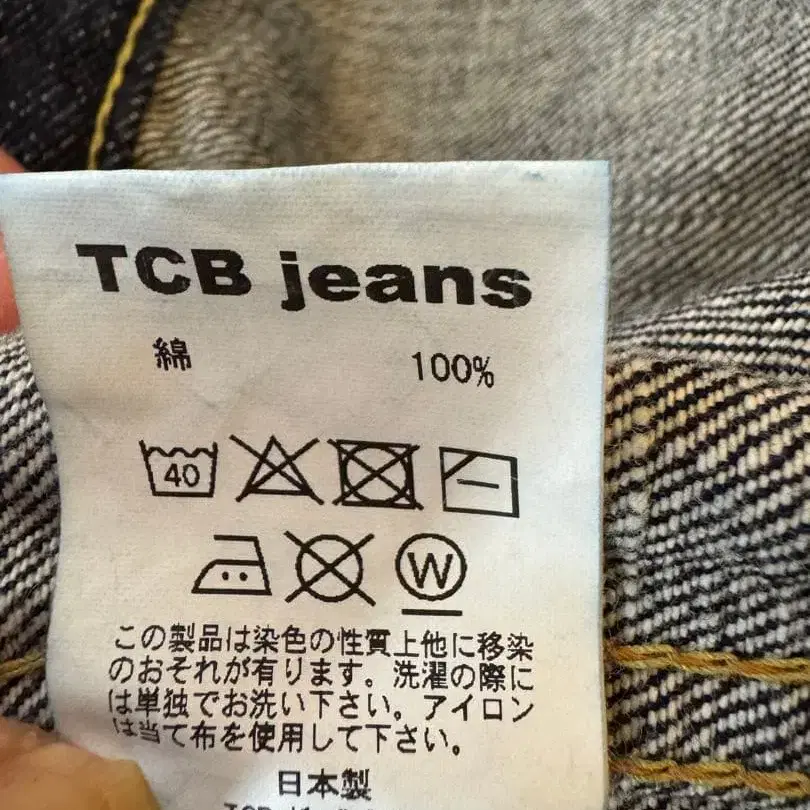 TCB jeans
綿 100%
40
W
この製品は染色の性質上他に移染
のおそれが有ります。洗濯の際に
は単独でお洗い下さい。アイロン
は当て布を使用して下さい。
日本製